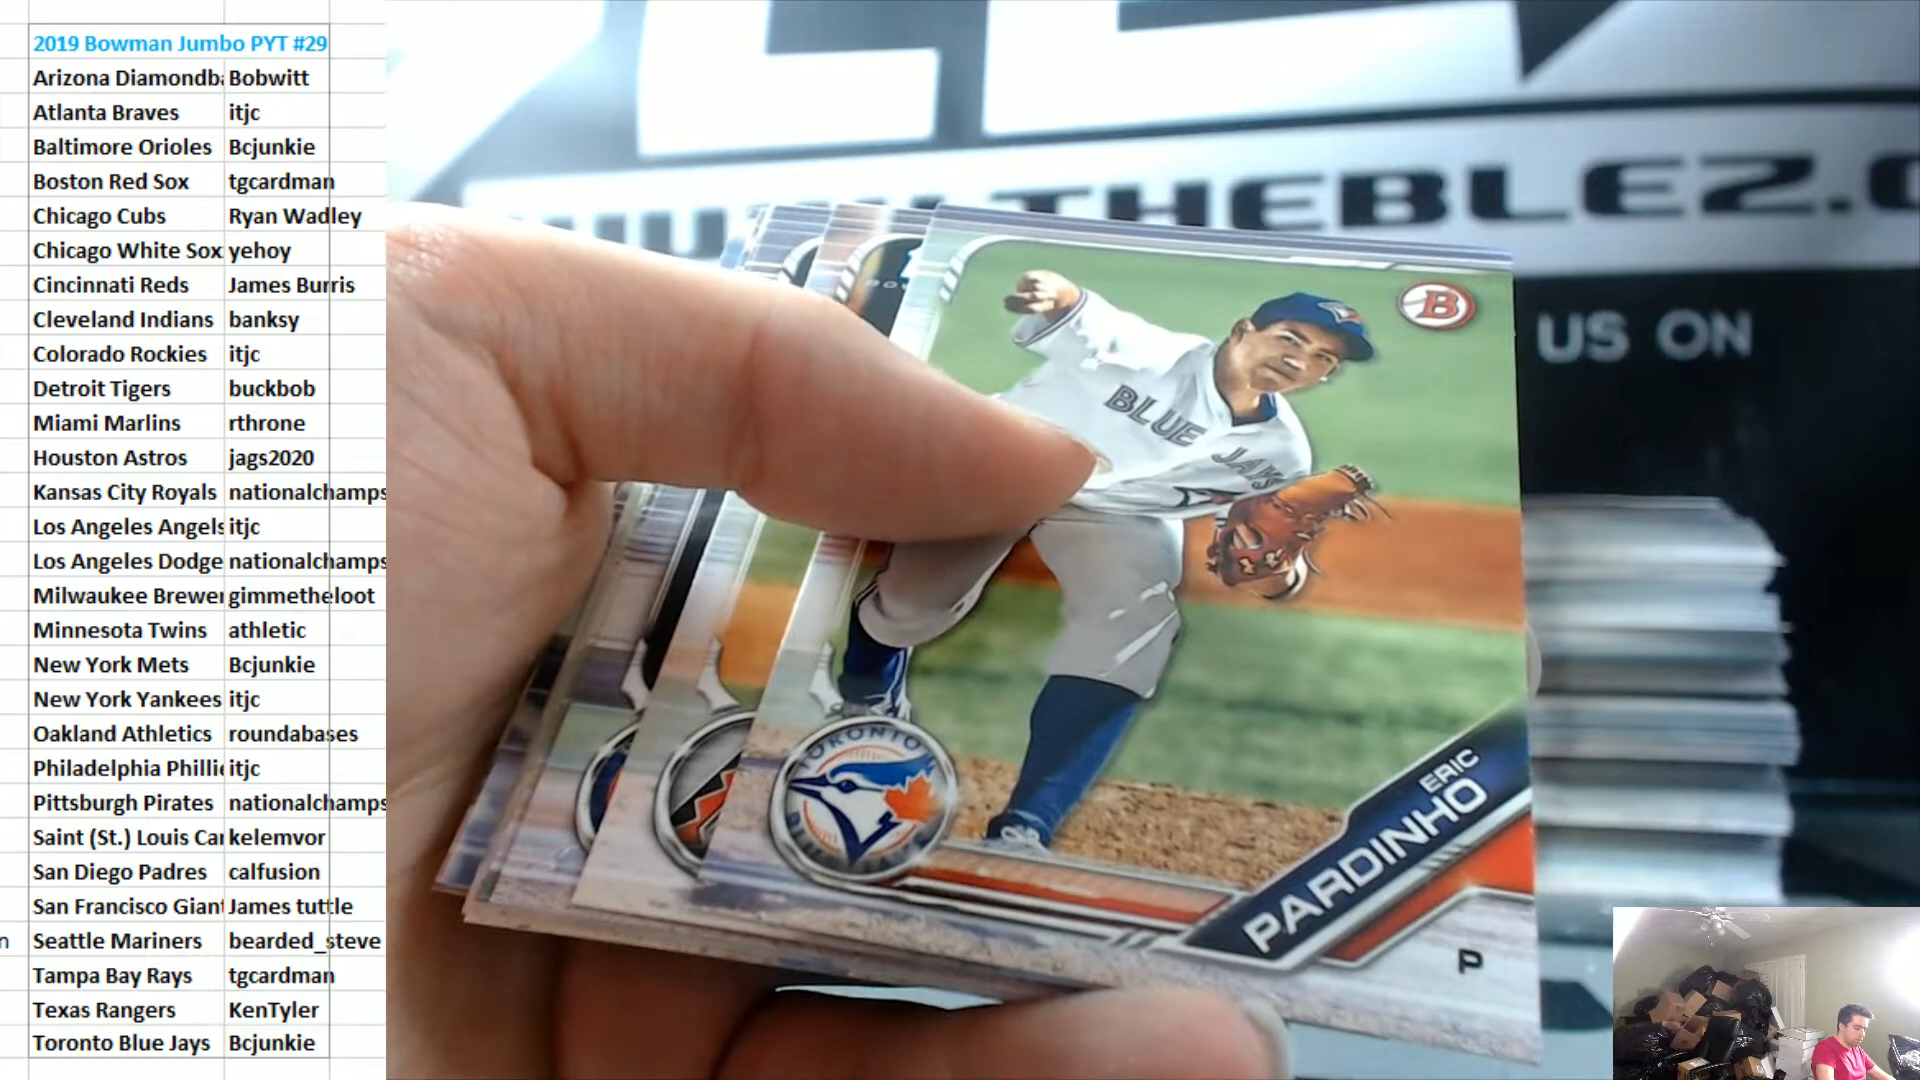 2019 Bowman Jumbo PYT #29
Arizona Diamondba Bobwitt
Atlanta Braves itjc
Baltimore Orioles Bcjunkie
Boston Red Sox tgcardman
Chicago Cubs Ryan Wadley
Chicago White Sox yehoy
Cincinnati Reds James Burris
Cleveland Indians banksy
Colorado Rockies itjc
Detroit Tigers buckbob
Miami Marlins rthrone
Houston Astros jags2020
Kansas City Royals nationalchamps
Los Angeles Angels itjc
Los Angeles Dodge nationalchamps
Milwaukee Brewer gimmetheloot
Minnesota Twins athletic
New York Mets Bcjunkie
New York Yankees itjc
Oakland Athletics roundabases
Philadelphia Phillie itjc
Pittsburgh Pirates nationalchamps
Saint (St.) Louis Car kelemvor
San Diego Padres calfusion
San Francisco Giant James tuttle
n Seattle Mariners bearded_steve
Tampa Bay Rays tgcardman
Texas Rangers KenTyler
Toronto Blue Jays Bcjunkie
THEBLEZ.C
US ON
B
BLUE JAYS
TORONTO
ERIC
PARDINHO
P